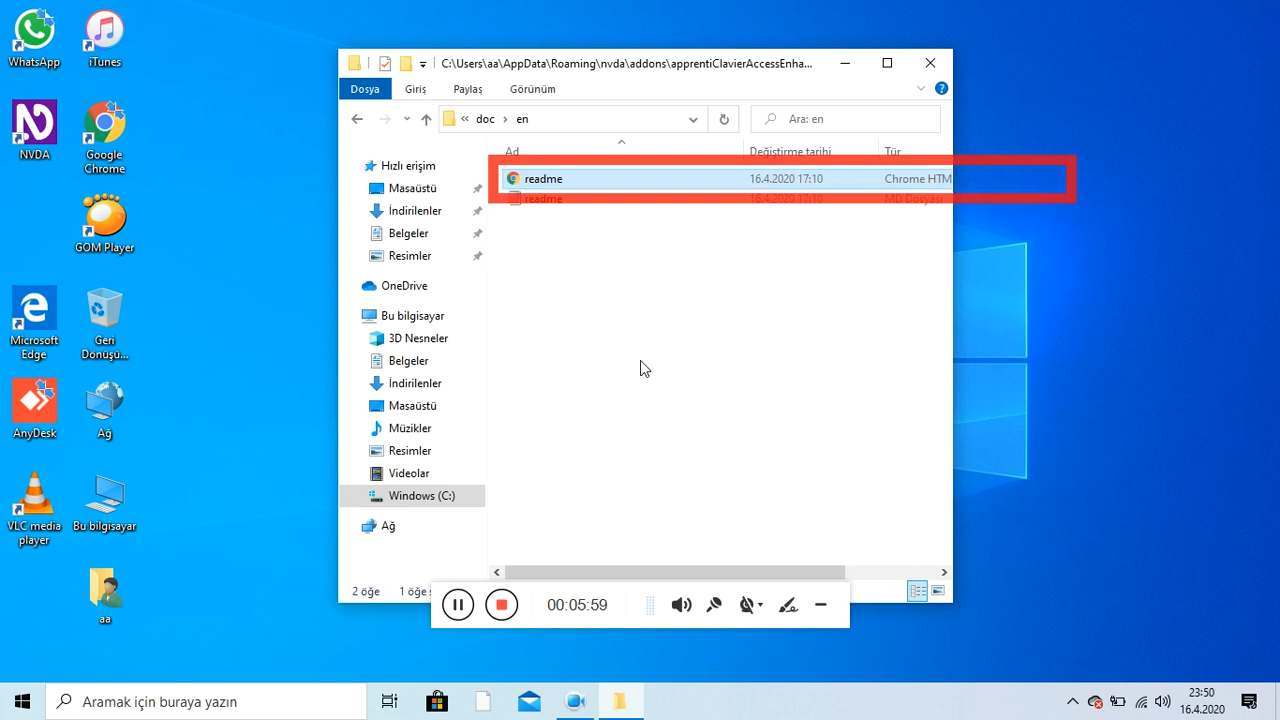 WhatsApp
iTunes
NVDA
Google
Chrome
GOM Player
Microsoft
Edge
Geri
Dönüşü...
AnyDesk
Ağ
VLC media
player
Bu bilgisayar
aa
C:\Users\aa\AppData\Roaming\nvda\addons\apprentiClavierAccessEnha...
Dosya
Giriş
Paylaş
Görünüm
« doc › en
Ara: en
Ad
Değiştirme tarihi
Tür
readme
16.4.2020 17:10
Chrome HTM
readme
16.4.2020 17:10
MD Dosyası
Hızlı erişim
Masaüstü
İndirilenler
Belgeler
Resimler
OneDrive
Bu bilgisayar
3D Nesneler
Belgeler
İndirilenler
Masaüstü
Müzikler
Resimler
Videolar
Windows (C:)
Ağ
2 öğe
1 öğe
00:05:59
Aramak için buraya yazın
23:50
16.4.2020